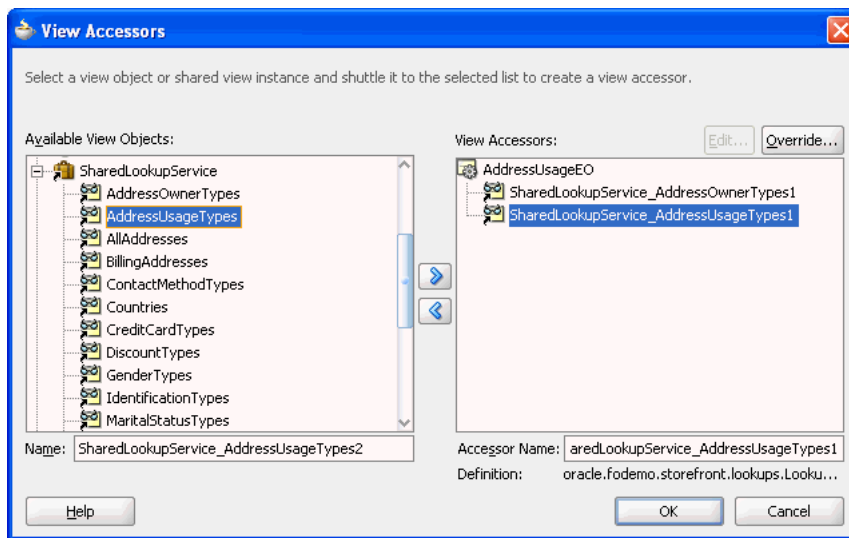 View Accessors
Select a view object or shared view instance and shuttle it to the selected list to create a view accessor.
Available View Objects:
SharedLookupService
AddressOwnerTypes
AddressUsageTypes
AllAddresses
BillingAddresses
ContactMethodTypes
Countries
CreditCardTypes
DiscountTypes
GenderTypes
IdentificationTypes
MaritalStatusTypes
Name: SharedLookupService_AddressUsageTypes2
View Accessors: Edit... Override...
AddressUsageEO
SharedLookupService_AddressOwnerTypes1
SharedLookupService_AddressUsageTypes1
Accessor Name: aredLookupService_AddressUsageTypes1
Definition: oracle.fodemo.storefront.lookups.Looku...
Help OK Cancel